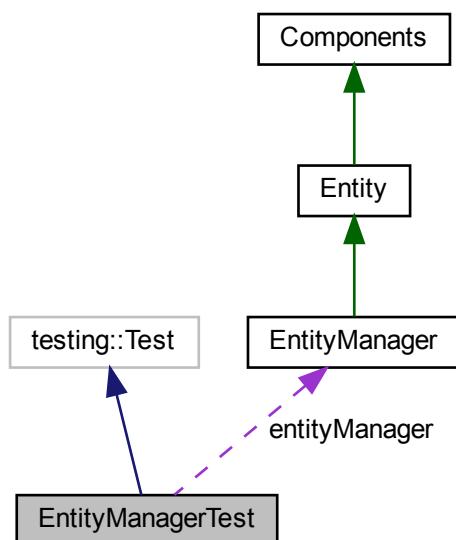 Components
Entity
testing::Test
EntityManager
entityManager
EntityManagerTest